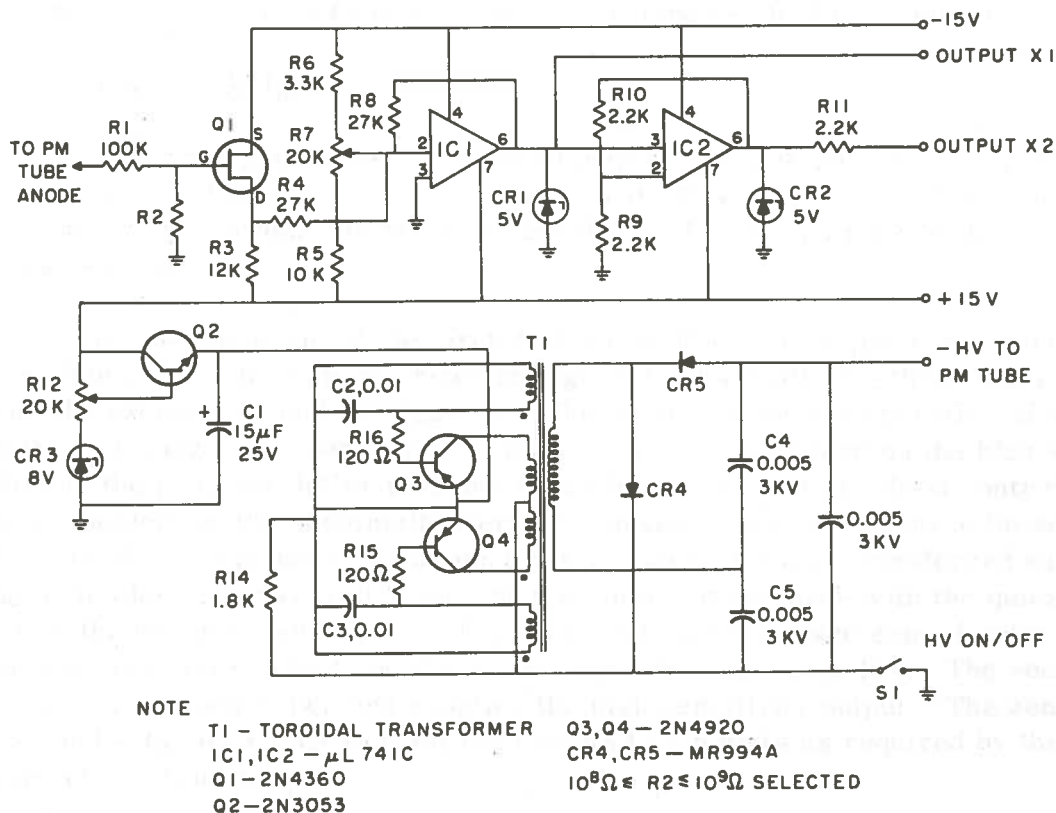 -15V
OUTPUT X1
R6
3.3K
R8
27K
R10
2.2K
R11
2.2K
R1
100K
Q1
S
G
D
TO PM
TUBE
ANODE
R7
20K
2
3
4
6
7
IC1
3
2
4
6
7
IC2
OUTPUT X2
R2
R4
27K
CR1
5V
CR2
5V
R9
2.2K
R3
12K
R5
10K
+15V
Q2
T1
R12
20K
+
C1
15µF
25V
CR3
8V
C2,0.01
R16
120Ω
Q3
Q4
R15
120Ω
C3,0.01
R14
1.8K
CR5
-HV TO
PM TUBE
CR4
C4
0.005
3KV
0.005
3KV
C5
0.005
3KV
HV ON/OFF
S1
NOTE
T1-TOROIDAL TRANSFORMER
IC1,IC2-µL 741C
Q1-2N4360
Q2-2N3053
Q3,Q4-2N4920
CR4,CR5-MR994A
10⁸Ω ≤ R2 ≤ 10⁹Ω SELECTED